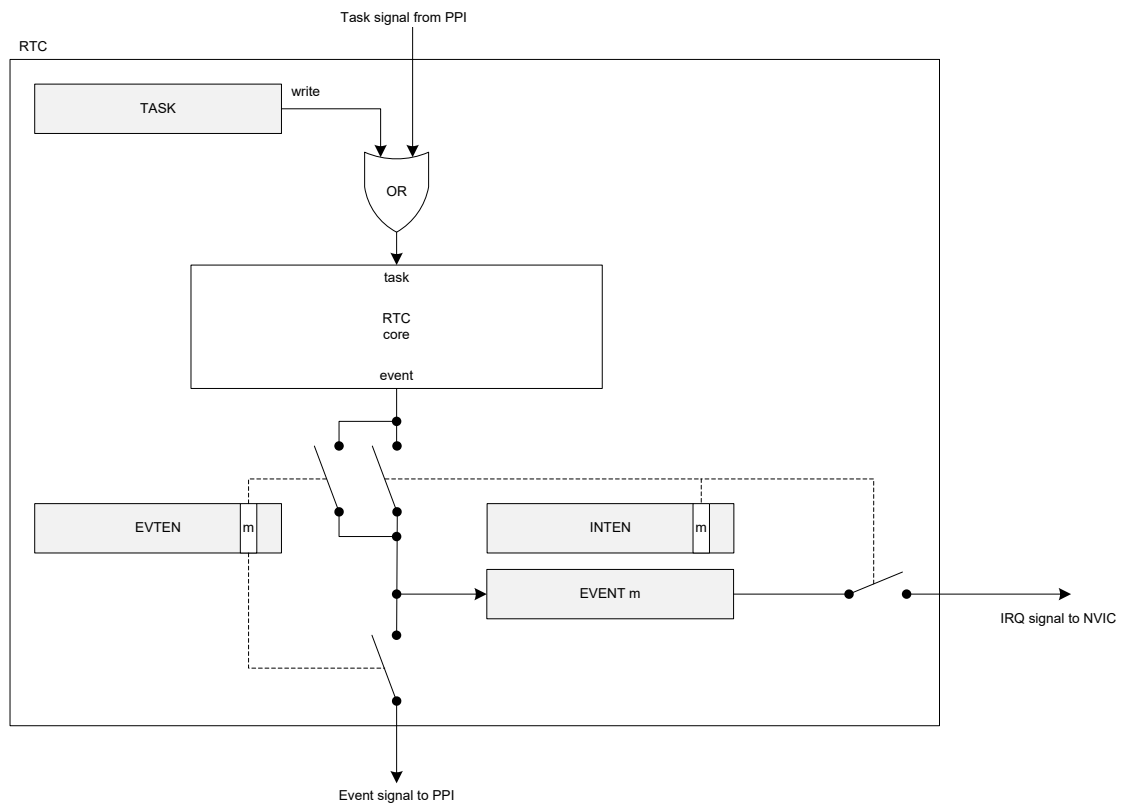 Task signal from PPI
RTC
write
TASK
OR
task
RTC
core
event
EVTEN
m
INTEN
m
EVENT m
IRQ signal to NVIC
Event signal to PPI